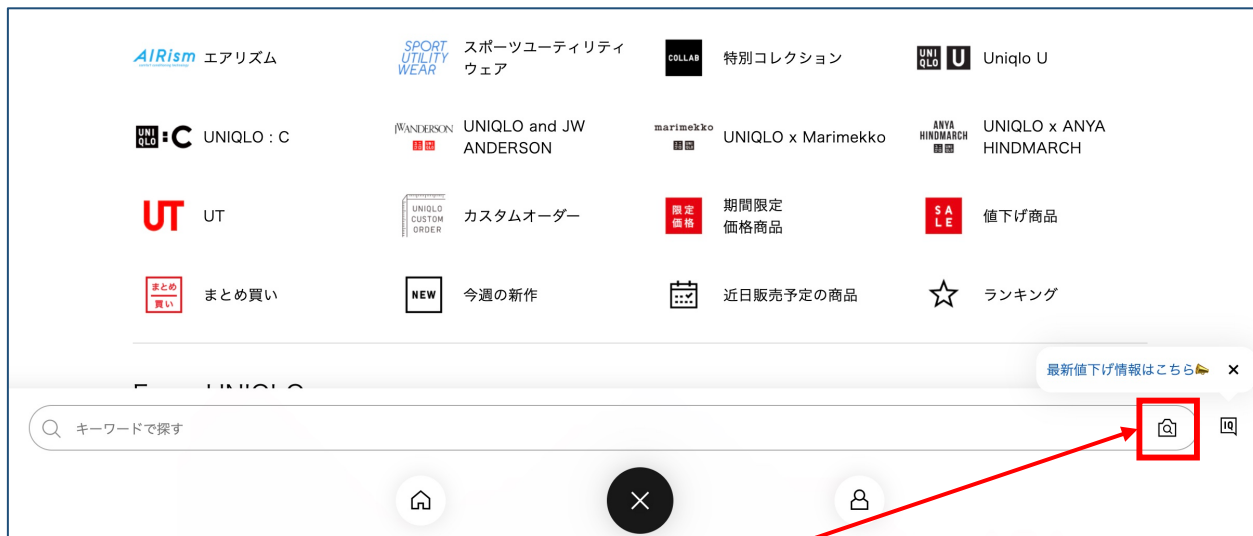 AIRism エアリズム
SPORT UTILITY WEAR スポーツユーティリティ
ウェア
COLLAB 特別コレクション
UNI QLO U Uniqlo U
UNI QLO : C UNIQLO : C
JW ANDERSON UNIQLO and JW
ANDERSON
marimekko UNIQLO x Marimekko
ANYA HINDMARCH UNIQLO x ANYA
HINDMARCH
UT UT
UNIQLO CUSTOM ORDER カスタムオーダー
限定 価格 期間限定
価格商品
SA LE 値下げ商品
まとめ 買い まとめ買い
NEW 今週の新作
近日販売予定の商品
ランキング
最新値下げ情報はこちら
キーワードで探す
IQ